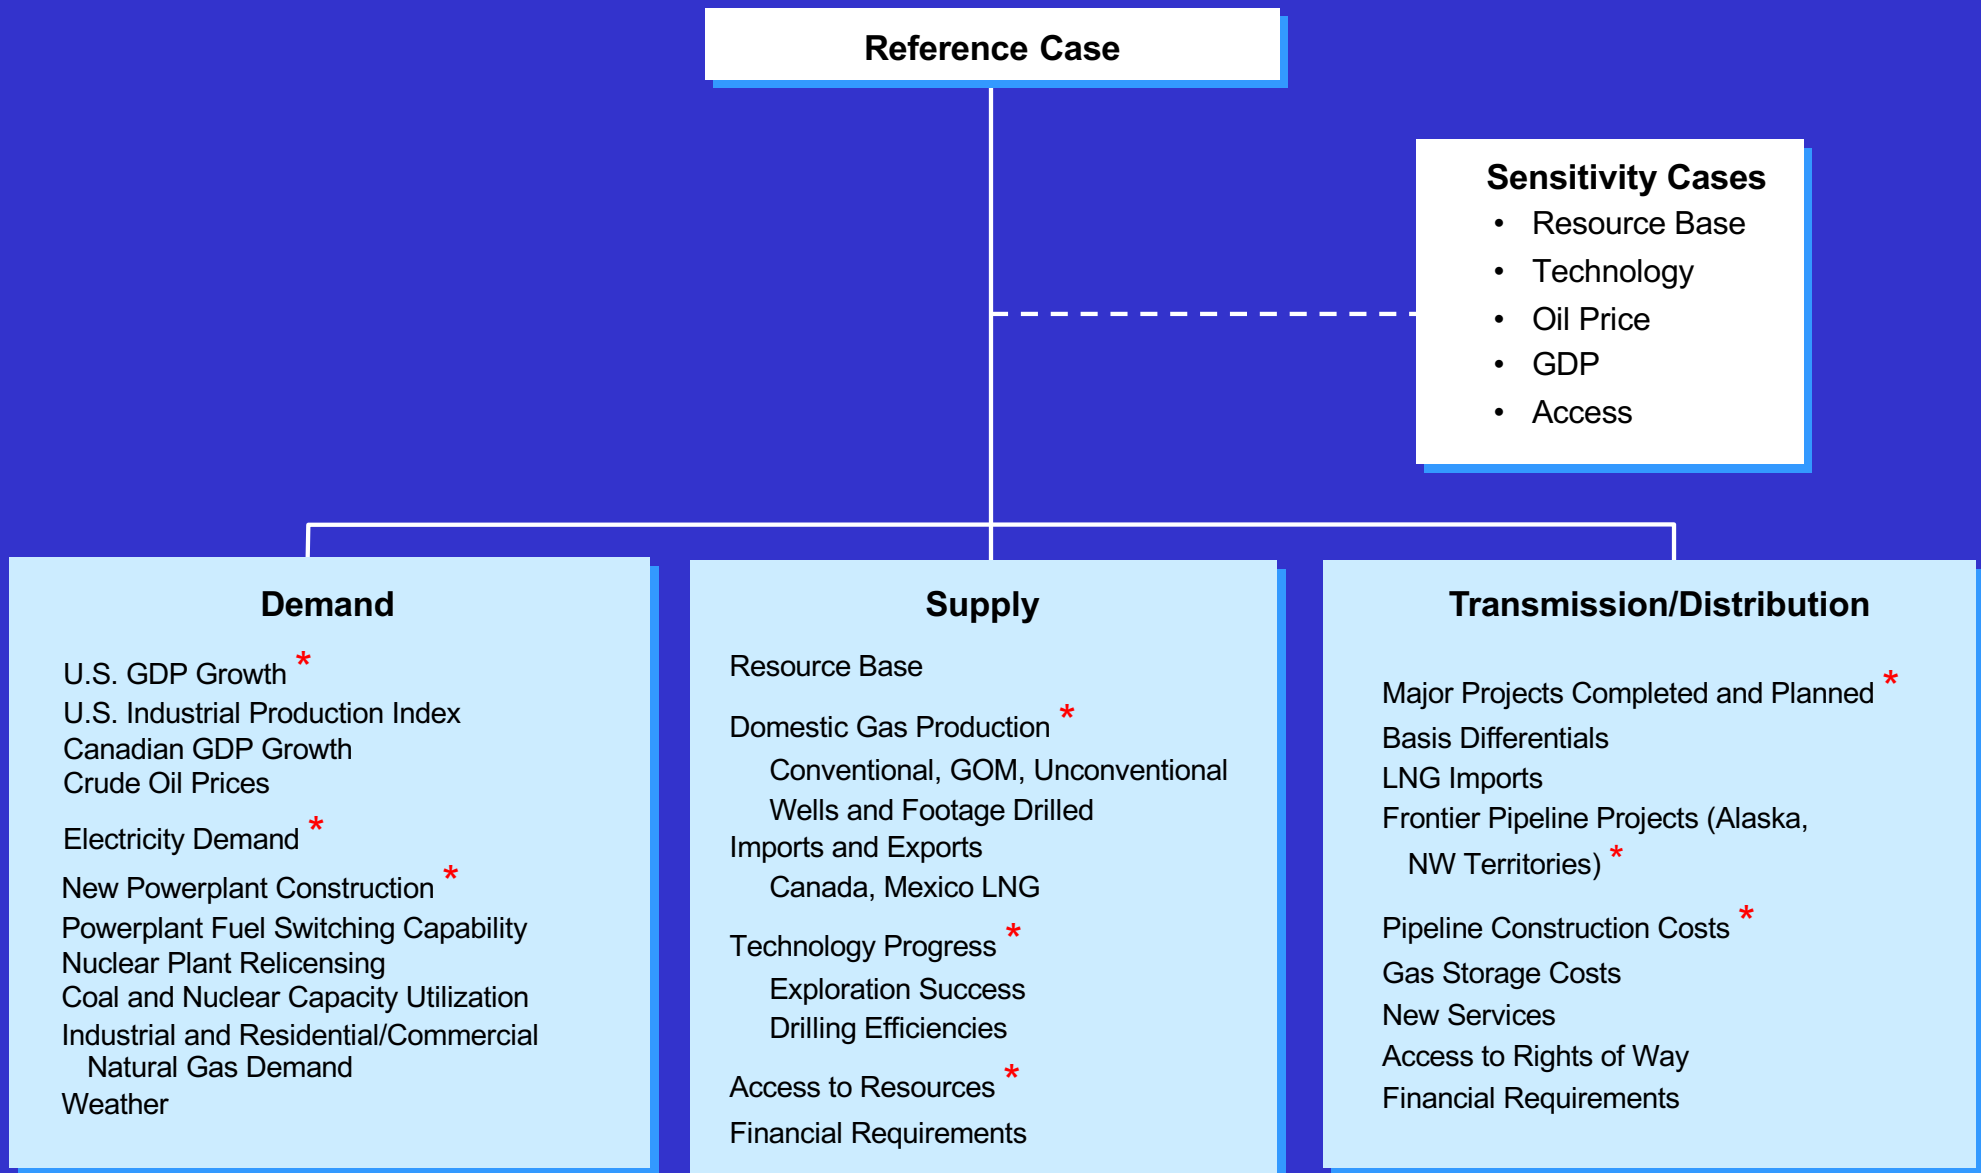 Reference Case
Sensitivity Cases
• Resource Base
• Technology
• Oil Price
• GDP
• Access
Demand
U.S. GDP Growth *
U.S. Industrial Production Index
Canadian GDP Growth
Crude Oil Prices
Electricity Demand *
New Powerplant Construction *
Powerplant Fuel Switching Capability
Nuclear Plant Relicensing
Coal and Nuclear Capacity Utilization
Industrial and Residential/Commercial
Natural Gas Demand
Weather
Supply
Resource Base
Domestic Gas Production *
Conventional, GOM, Unconventional
Wells and Footage Drilled
Imports and Exports
Canada, Mexico LNG
Technology Progress *
Exploration Success
Drilling Efficiencies
Access to Resources *
Financial Requirements
Transmission/Distribution
Major Projects Completed and Planned *
Basis Differentials
LNG Imports
Frontier Pipeline Projects (Alaska,
NW Territories) *
Pipeline Construction Costs *
Gas Storage Costs
New Services
Access to Rights of Way
Financial Requirements